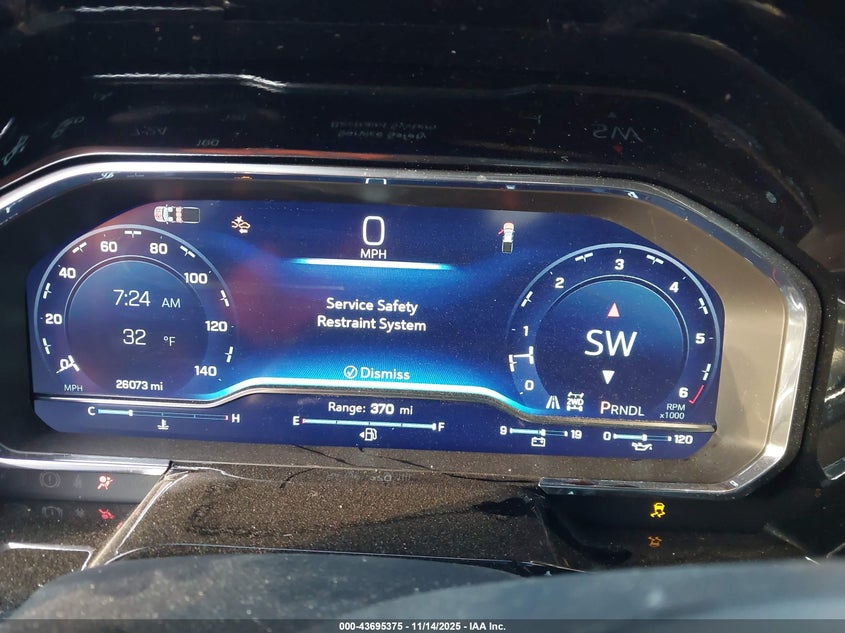 0
MPH
60
80
40
100
20
120
0
140
7:24 AM
32 °F
MPH
26073 mi
Service Safety
Restraint System
Dismiss
3
2
4
1
5
0
6
SW
2WD
PRNDL
RPM
x1000
C H
Range: 370 mi
E F
9 19
0 120
000-43695375 - 11/14/2025 - IAA Inc.